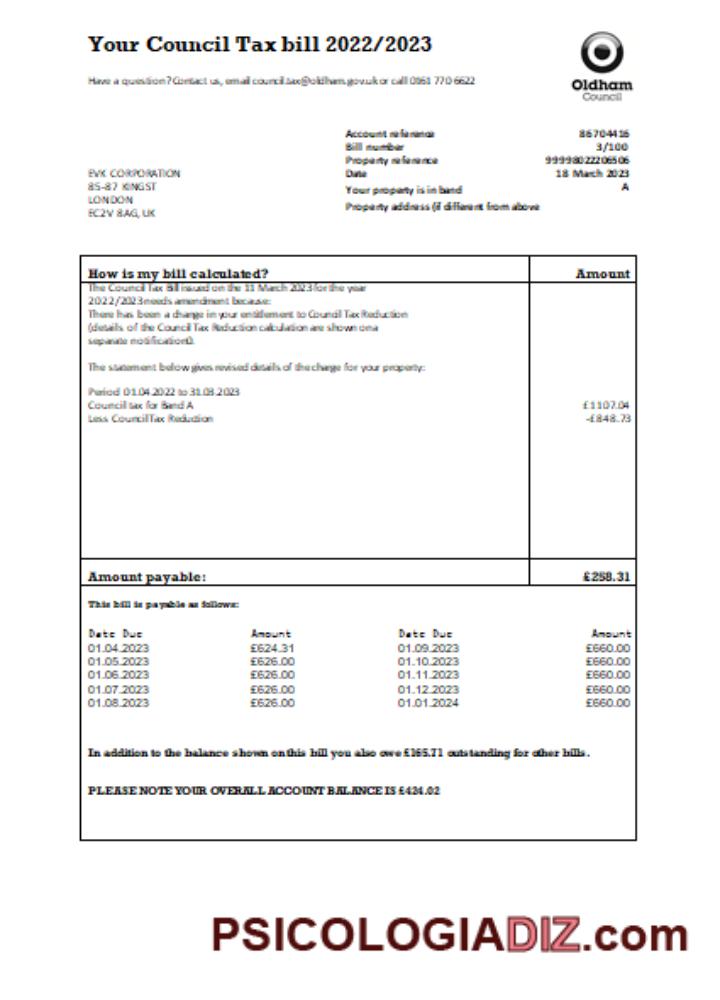 Your Council Tax bill 2022/2023
Have a question? Contact us, email council.tax@oldham.gov.uk or call 0161 770 6622
Oldham
Council
Account reference 86704416
Bill number 3/100
Property reference 99998022206506
Date 18 March 2023
Your property is in band A
Property address (if different from above
EVK CORPORATION
85-87 KINGST
LONDON
EC2V 8AG, UK
How is my bill calculated? Amount
The Council Tax Bill issued on the 11 March 2023 for the year
2022/2023 needs amendment because:
There has been a change in your entitlement to Council Tax Reduction
(details of the Council Tax Reduction calculation are shown on a
separate notification).
The statement below gives revised details of the charge for your property:
Period 01.04.2022 to 31.03.2023
Council tax for Band A £1107.04
Less Council Tax Reduction -£848.73
Amount payable: £258.31
This bill is payable as follows:
Date Due Amount Date Due Amount
01.04.2023 £624.31 01.09.2023 £660.00
01.05.2023 £626.00 01.10.2023 £660.00
01.06.2023 £626.00 01.11.2023 £660.00
01.07.2023 £626.00 01.12.2023 £660.00
01.08.2023 £626.00 01.01.2024 £660.00
In addition to the balance shown on this bill you also owe £165.71 outstanding for other bills.
PLEASE NOTE YOUR OVERALL ACCOUNT BALANCE IS £424.02
PSICOLOGIADIZ.com